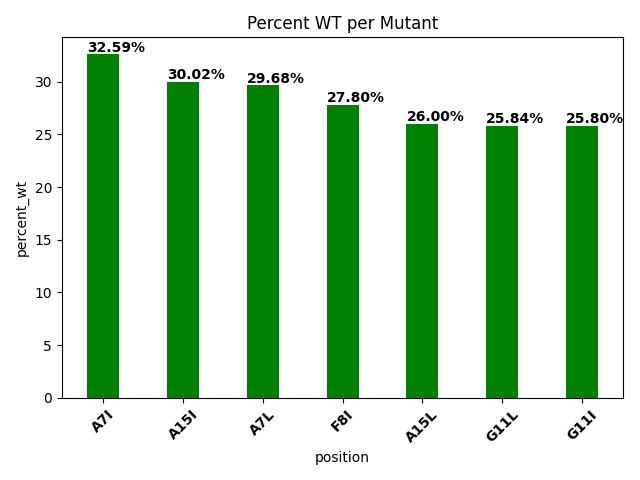 Percent WT per Mutant
32.59%
30.02%
29.68%
27.80%
26.00%
25.84%
25.80%
30
25
20
15
10
5
0
percent_wt
A7I
A15I
A7L
F8I
A15L
G11L
G11I
position